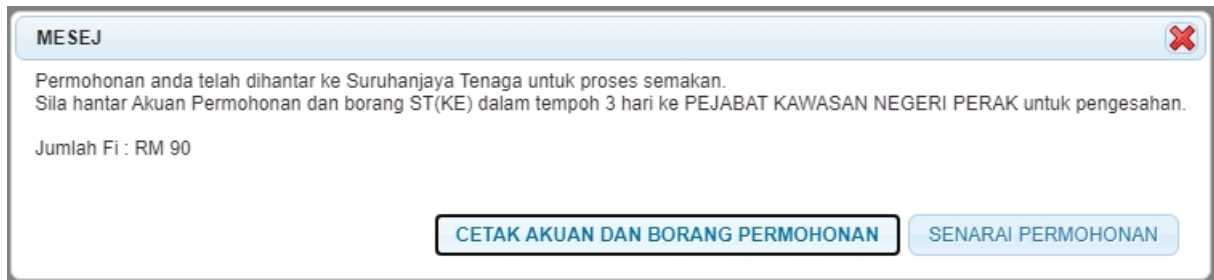 MESEJ
Permohonan anda telah dihantar ke Suruhanjaya Tenaga untuk proses semakan.
Sila hantar Akuan Permohonan dan borang ST(KE) dalam tempoh 3 hari ke PEJABAT KAWASAN NEGERI PERAK untuk pengesahan.
Jumlah Fi : RM 90
CETAK AKUAN DAN BORANG PERMOHONAN
SENARAI PERMOHONAN